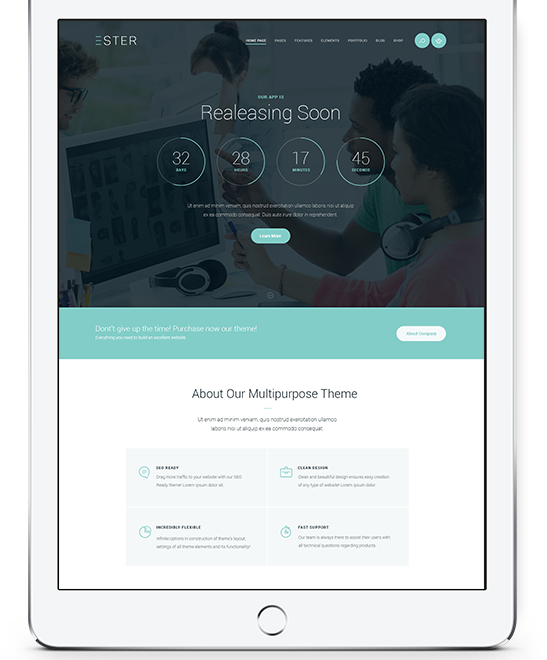 ESTER
HOME PAGE PAGES FEATURES ELEMENTS PORTFOLIO BLOG SHOP
OUR APP IS
Realeasing Soon
32 28 17 45
DAYS HOURS MINUTES SECONDS
Ut enim ad minim veniam, quis nostrud exercitation ullamco laboris nisi ut aliquip
ex ea commodo consequat. Duis aute irure dolor in reprehenderit.
Learn More
Dont't give up the time! Purchase now our theme!
Everything you need to build an excellent website.
About Company
About Our Multipurpose Theme
Ut enim ad minim veniam, quis nostrud exercitation ullamco
laboris nisi ut aliquip ex ea commodo consequat.
SEO READY
Drag more traffic to your website with our SEO
Ready theme! Lorem ipsum dolor sit.
CLEAN DESIGN
Clean and beautiful design ensures easy creation
of any type of website! Lorem ipsum dolor
INCREDIBLY FLEXIBLE
Infinite options in construction of theme's layout,
settings of all theme elements and its functionality!
FAST SUPPORT
Our team is always there to assist their users with
all technical questions regarding products.